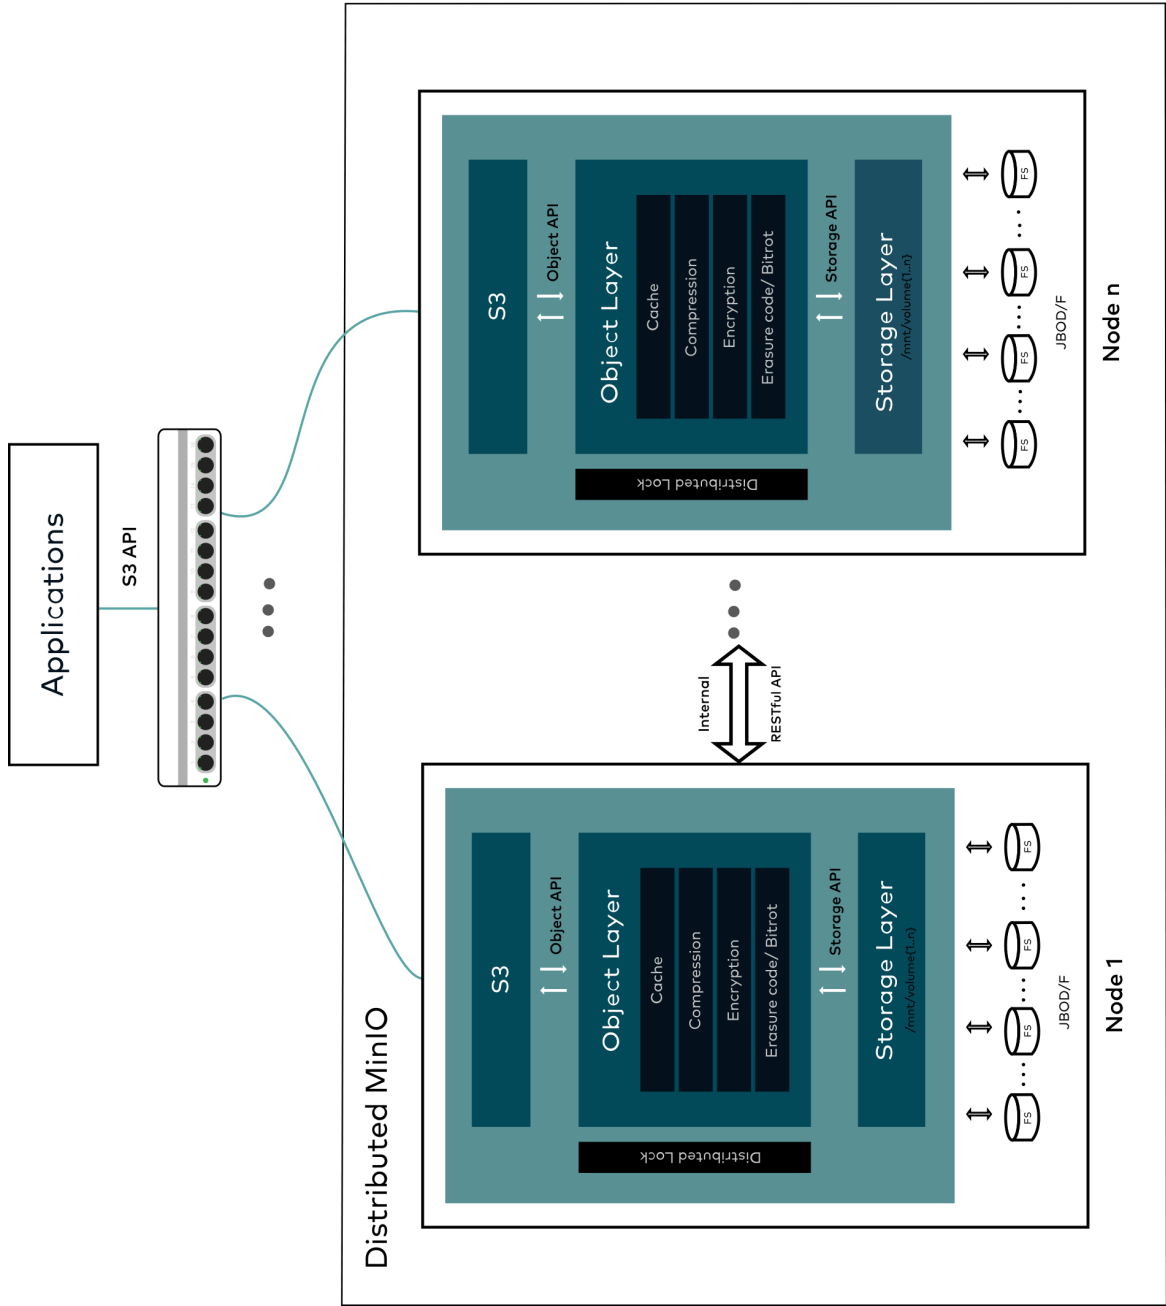 Applications
S3 API
Distributed MinIO
S3
Object API
Object Layer
Cache
Compression
Encryption
Erasure code/ Bitrot
Distributed Lock
Storage API
Storage Layer
/mnt/volume{1..n}
FS
FS
FS
FS
JBOD/F
Node 1
Internal
RESTful API
S3
Object API
Object Layer
Cache
Compression
Encryption
Erasure code/ Bitrot
Distributed Lock
Storage API
Storage Layer
/mnt/volume{1..n}
FS
FS
FS
FS
JBOD/F
Node n